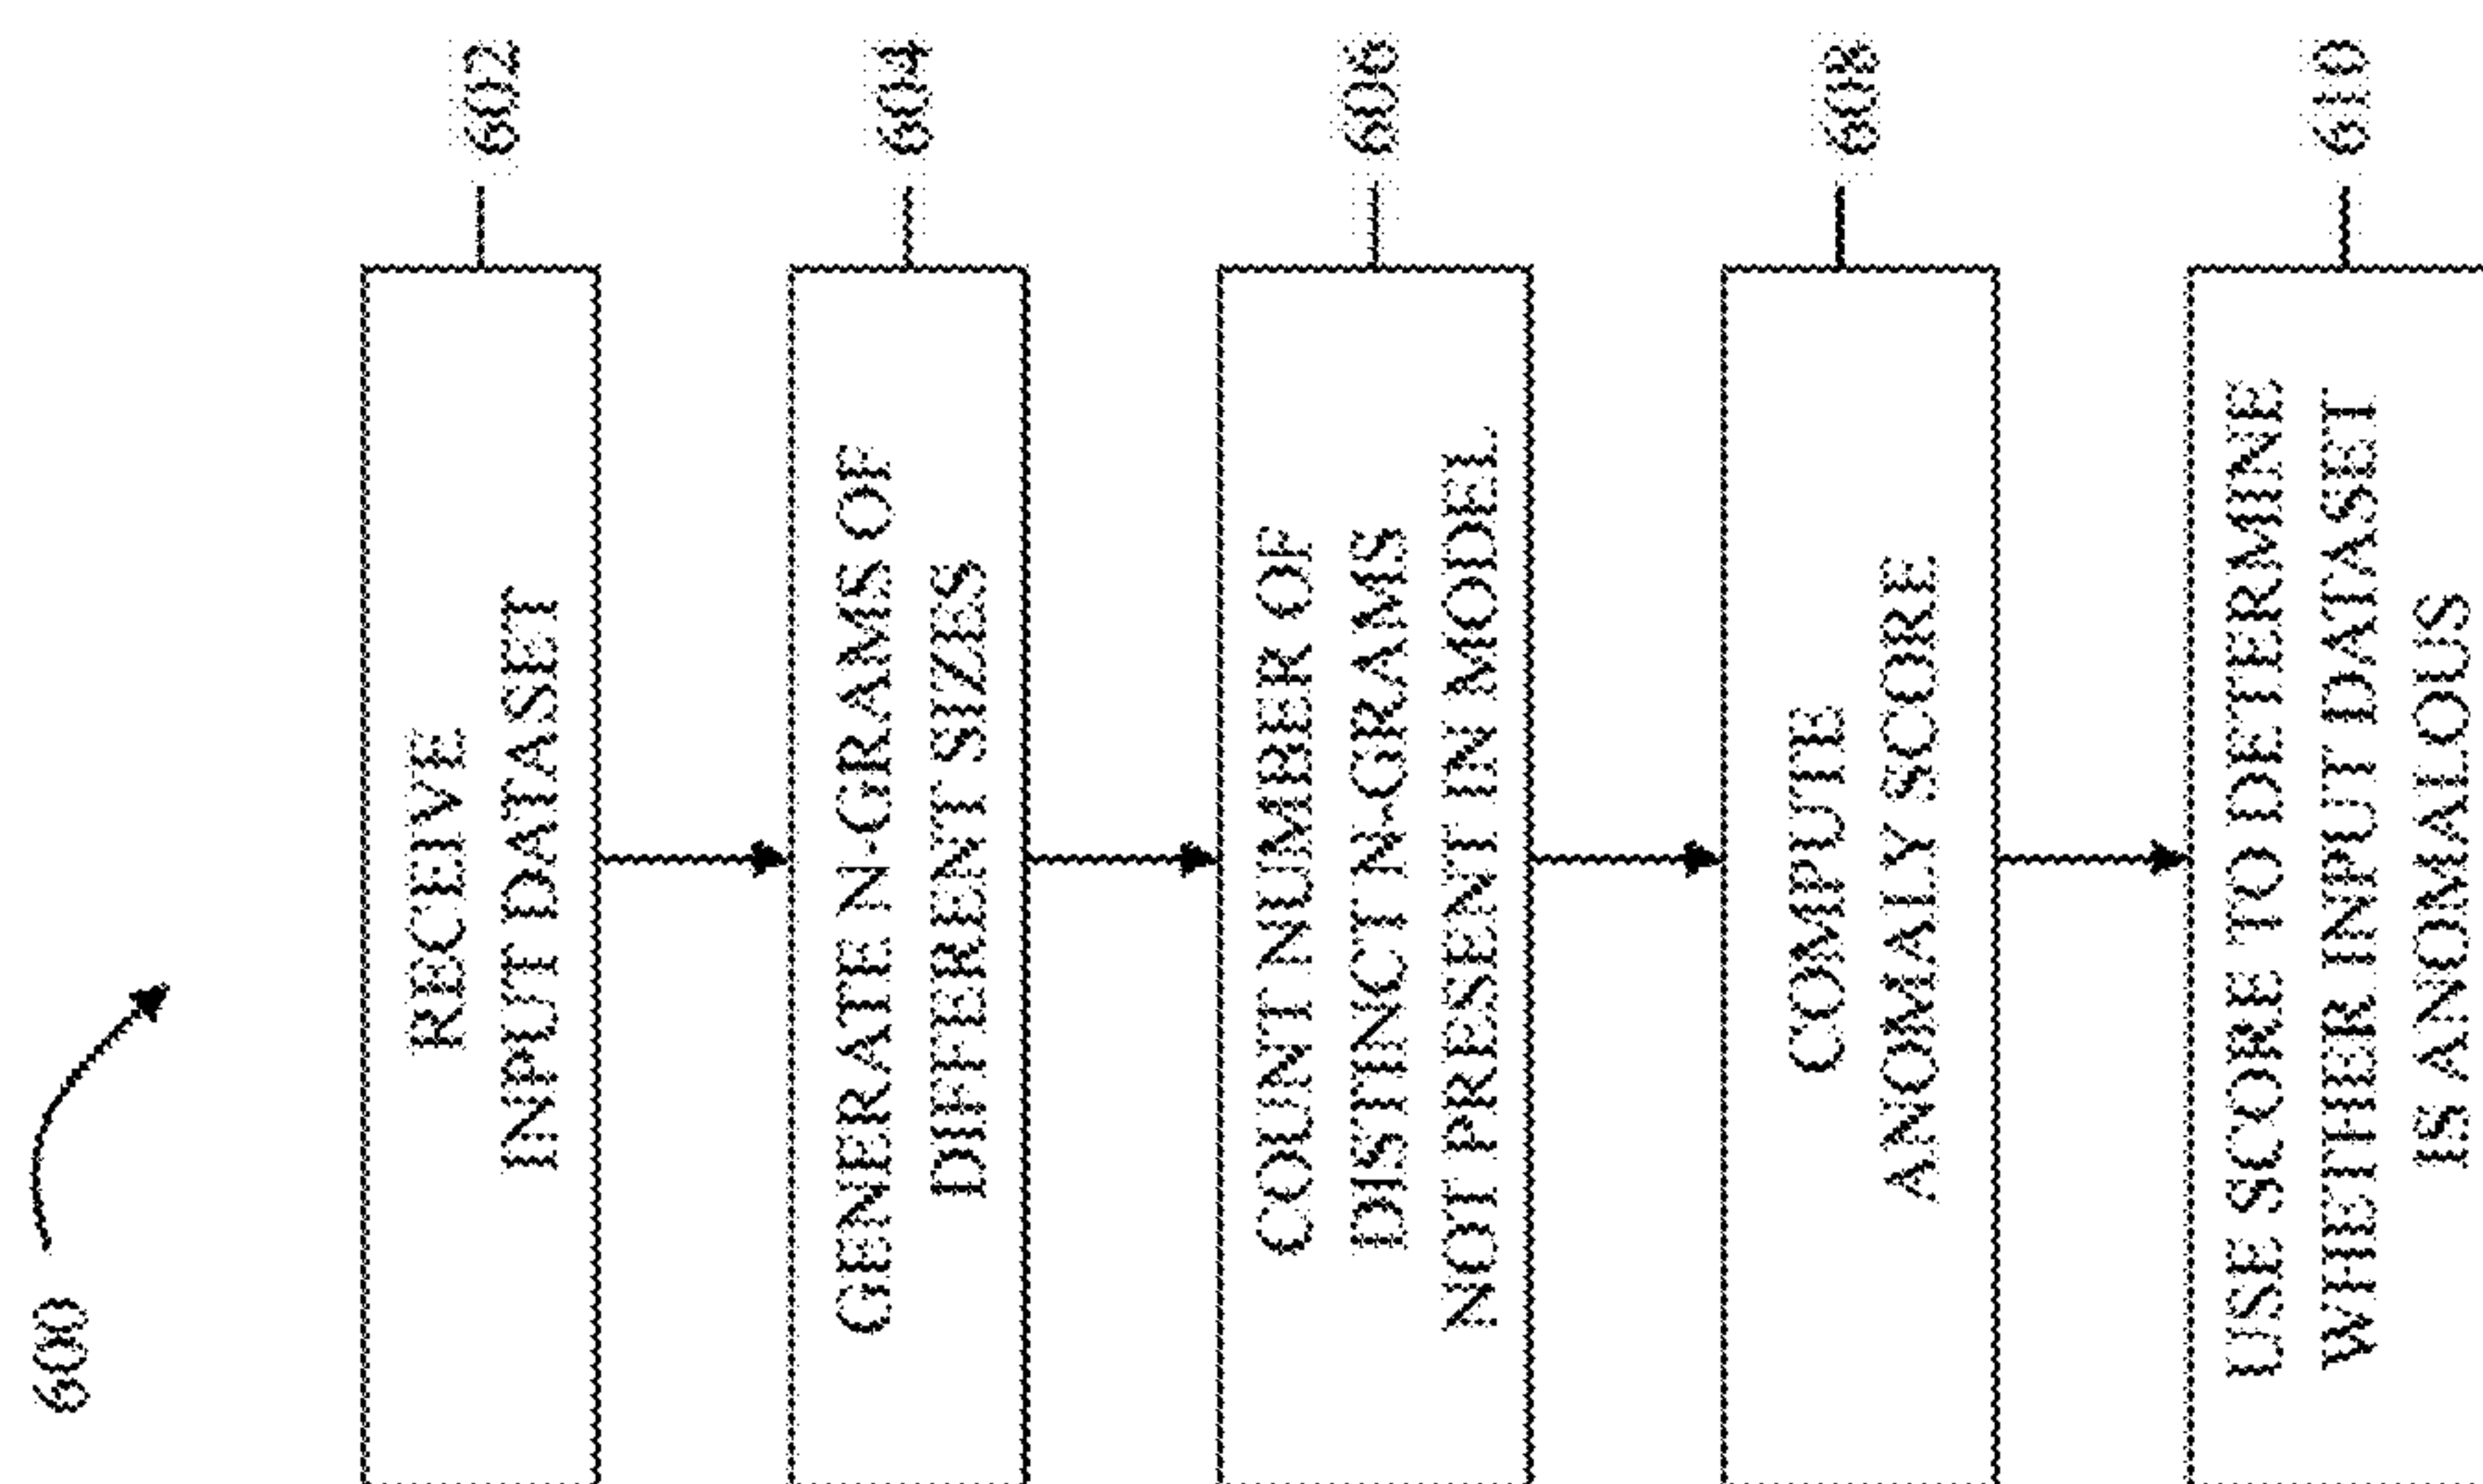 600
RECEIVE
INPUT DATASET
602
GENERATE N-GRAMS OF
DIFFERENT SIZES
604
COUNT NUMBER OF
DISTINCT N-GRAMS
NOT PRESENT IN MODEL
606
COMPUTE
ANOMALY SCORE
608
USE SCORE TO DETERMINE
WHETHER INPUT DATASET
IS ANOMALOUS
610